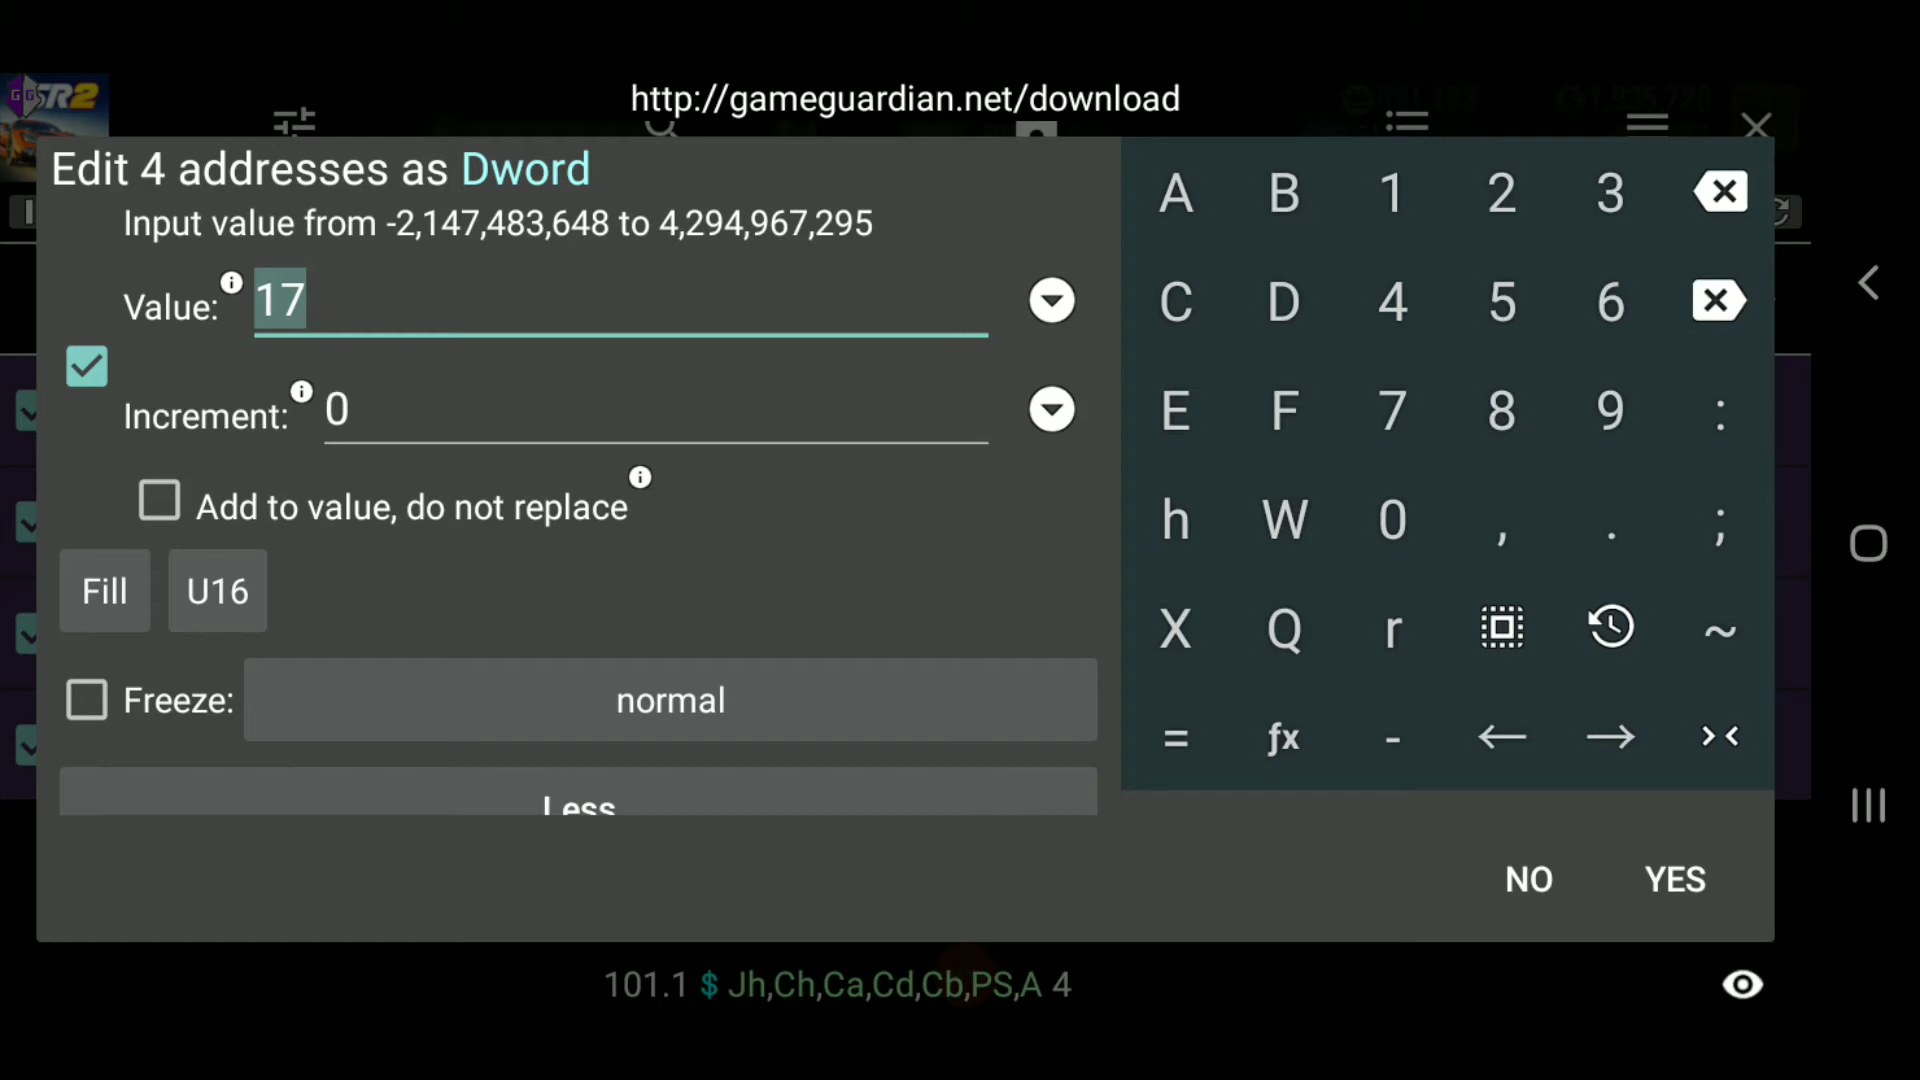 http://gameguardian.net/download
Edit 4 addresses as Dword
Input value from -2,147,483,648 to 4,294,967,295
Value: 17
Increment: 0
Add to value, do not replace
Fill U16
Freeze: normal
Less
A B 1 2 3
C D 4 5 6
E F 7 8 9 :
h W 0 , . ;
X Q r ~
= ƒx - ← → ><
NO YES
101.1 $ Jh,Ch,Ca,Cd,Cb,PS,A 4